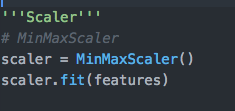 '''Scaler'''
# MinMaxScaler
scaler = MinMaxScaler()
scaler.fit(features)